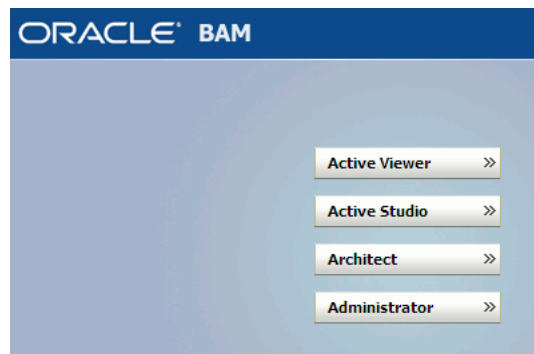 ORACLE® BAM
Active Viewer »
Active Studio »
Architect »
Administrator »